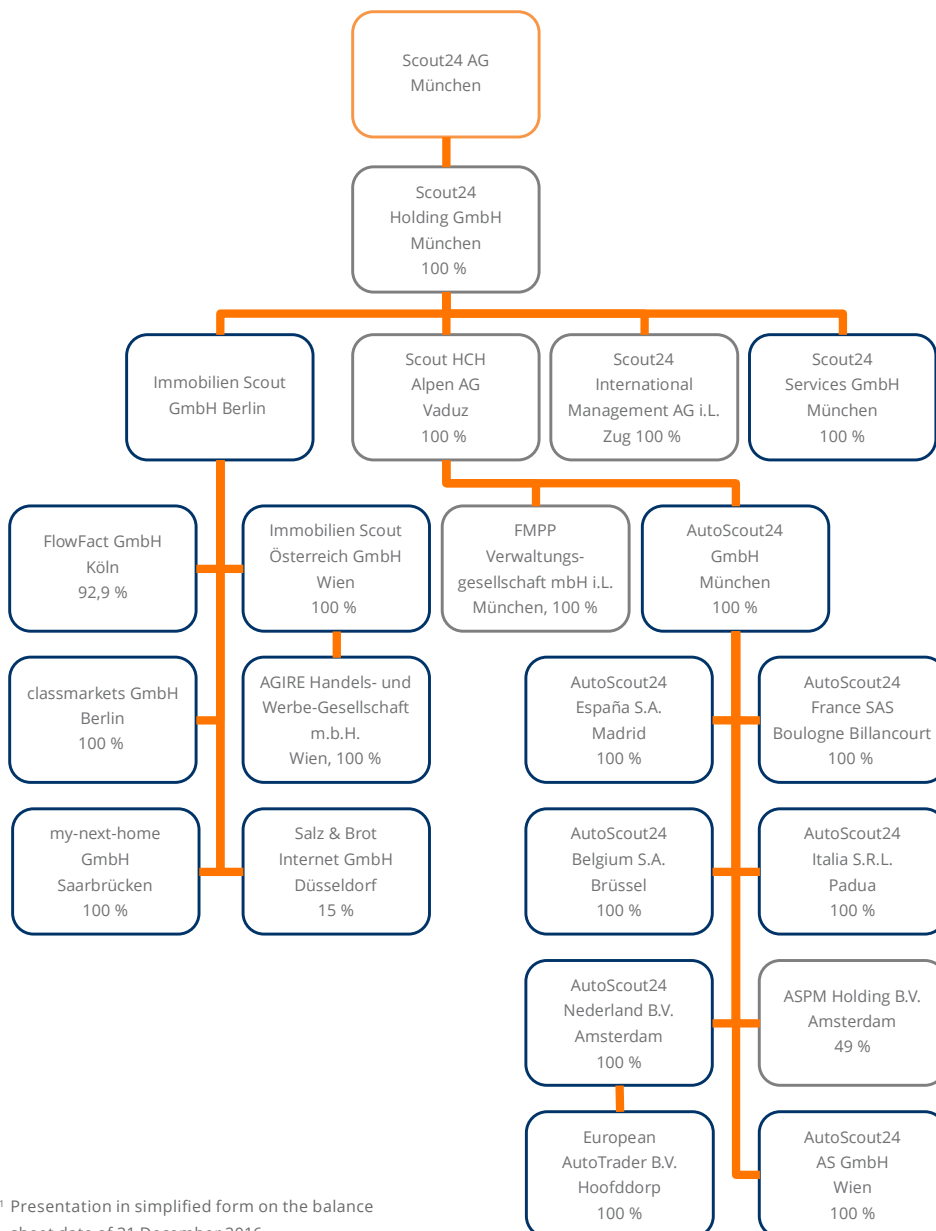 Scout24 AG
München
Scout24
Holding GmbH
München
100 %
Immobilien Scout
GmbH Berlin
Scout HCH
Alpen AG
Vaduz
100 %
Scout24
International
Management AG i.L.
Zug 100 %
Scout24
Services GmbH
München
100 %
FlowFact GmbH
Köln
92,9 %
Immobilien Scout
Österreich GmbH
Wien
100 %
FMPP
Verwaltungs-
gesellschaft mbH i.L.
München, 100 %
AutoScout24
GmbH
München
100 %
classmarkets GmbH
Berlin
100 %
AGIRE Handels- und
Werbe-Gesellschaft
m.b.H.
Wien, 100 %
AutoScout24
España S.A.
Madrid
100 %
AutoScout24
France SAS
Boulogne Billancourt
100 %
my-next-home
GmbH
Saarbrücken
100 %
Salz & Brot
Internet GmbH
Düsseldorf
15 %
AutoScout24
Belgium S.A.
Brüssel
100 %
AutoScout24
Italia S.R.L.
Padua
100 %
AutoScout24
Nederland B.V.
Amsterdam
100 %
ASPM Holding B.V.
Amsterdam
49 %
European
AutoTrader B.V.
Hoofddorp
100 %
AutoScout24
AS GmbH
Wien
100 %
¹ Presentation in simplified form on the balance
sheet date of 31 December 2016